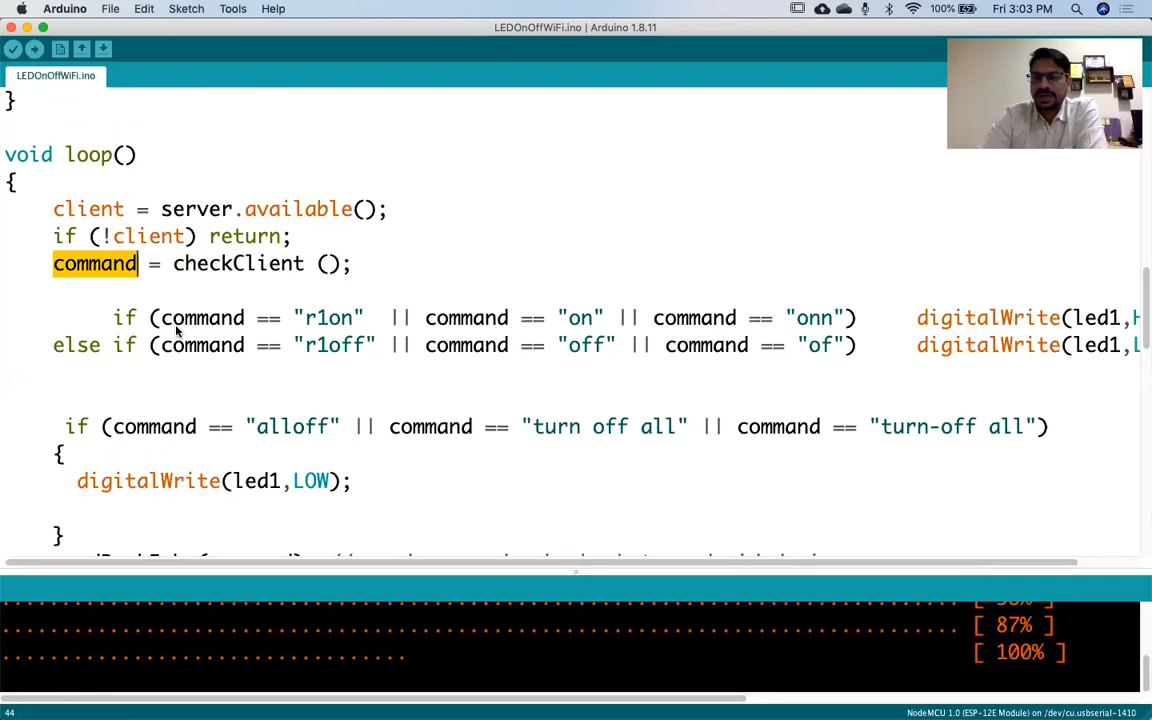 Arduino File Edit Sketch Tools Help 100% Fri 3:03 PM
LEDOnOffWiFi.ino | Arduino 1.8.11
LEDOnOffWiFi.ino
}
void loop()
{
client = server.available();
if (!client) return;
command = checkClient ();
if (command == "r1on" || command == "on" || command == "onn") digitalWrite(led1,H
else if (command == "r1off" || command == "off" || command == "of") digitalWrite(led1,L
if (command == "alloff" || command == "turn off all" || command == "turn-off all")
{
digitalWrite(led1,LOW);
}
[ 87% ]
[ 100% ]
44 NodeMCU 1.0 (ESP-12E Module) on /dev/cu.usbserial-1410